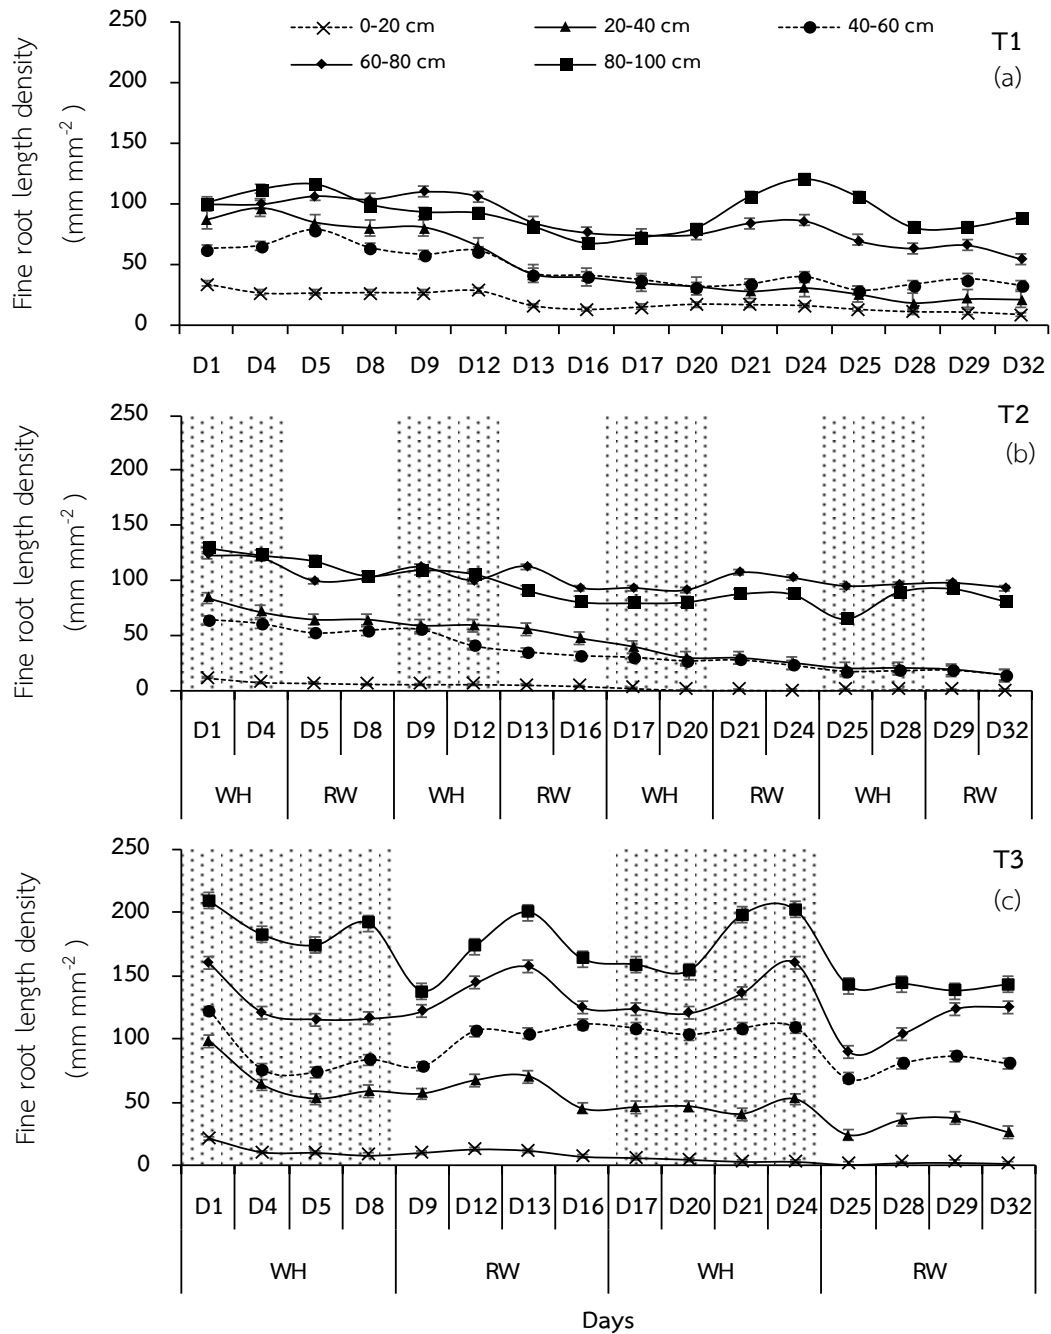 250
0-20 cm
20-40 cm
40-60 cm
T1
60-80 cm
80-100 cm
(a)
200
150
100
50
0
Fine root length density
(mm mm-2 )
D1 D4 D5 D8 D9 D12 D13 D16 D17 D20 D21 D24 D25 D28 D29 D32
250
T2
(b)
200
150
100
50
0
Fine root length density
(mm mm-2 )
D1 D4 D5 D8 D9 D12 D13 D16 D17 D20 D21 D24 D25 D28 D29 D32
WH RW WH RW WH RW WH RW
250
T3
(c)
200
150
100
50
0
Fine root length density
(mm mm-2 )
D1 D4 D5 D8 D9 D12 D13 D16 D17 D20 D21 D24 D25 D28 D29 D32
WH RW WH RW
Days